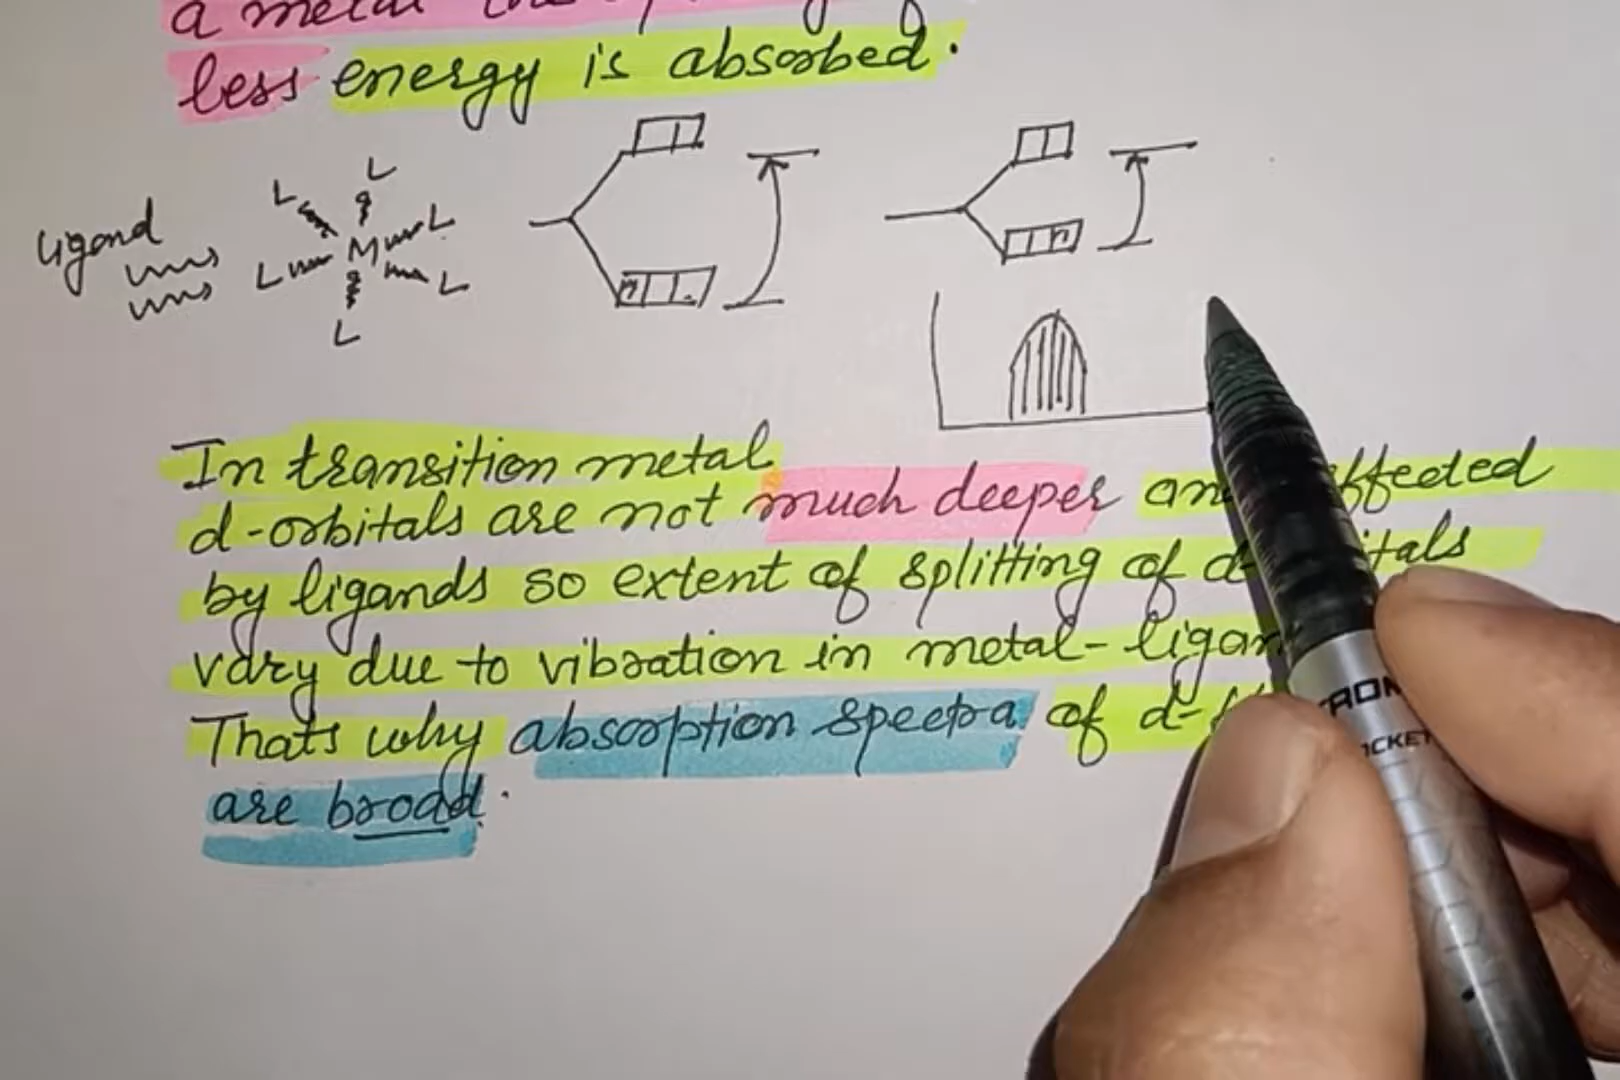 a metal
less energy is absorbed.
Ligand
L
L
L
M
L
L
L
In transition metal
d-orbitals are not much deeper and affected
by ligands so extent of splitting of d-
vary due to vibration in metal-
Thats why absorption spectra of d-
are broad.